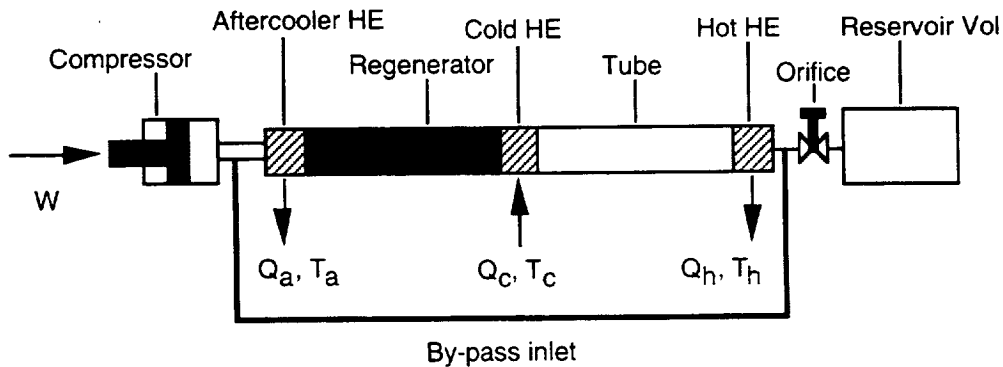 Aftercooler HE
Cold HE
Hot HE
Reservoir Vol
Compressor
Regenerator
Tube
Orifice
W
Qa, Ta
Qc, Tc
Qh, Th
By-pass inlet